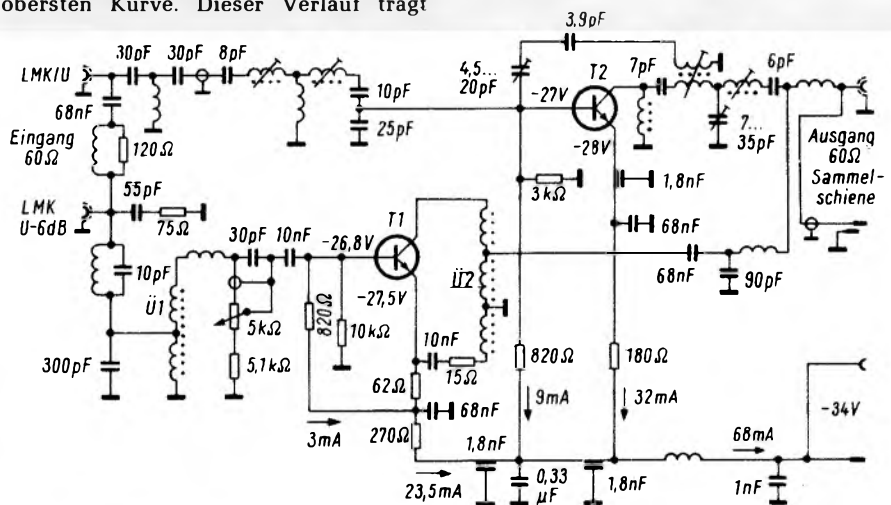 obersten Kurve. Dieser Verlauf trägt
LMK/U
30pF
30pF
8pF
68nF
Eingang
60Ω
120Ω
LMK
U-6dB
55pF
75Ω
10pF
300pF
Ü1
30pF
10nF
5kΩ
5,1kΩ
820Ω
10kΩ
-26,8V
T1
-27,5V
Ü2
10nF
15Ω
62Ω
68nF
270Ω
3mA
23,5mA
1,8nF
10pF
25pF
3,9pF
4,5...
20pF
-27V
T2
-28V
3kΩ
1,8nF
68nF
820Ω
9mA
180Ω
32mA
0,33
µF
1,8nF
7pF
6pF
7...
35pF
Ausgang
60Ω
Sammel-
schiene
68nF
90pF
68mA
1nF
-34V